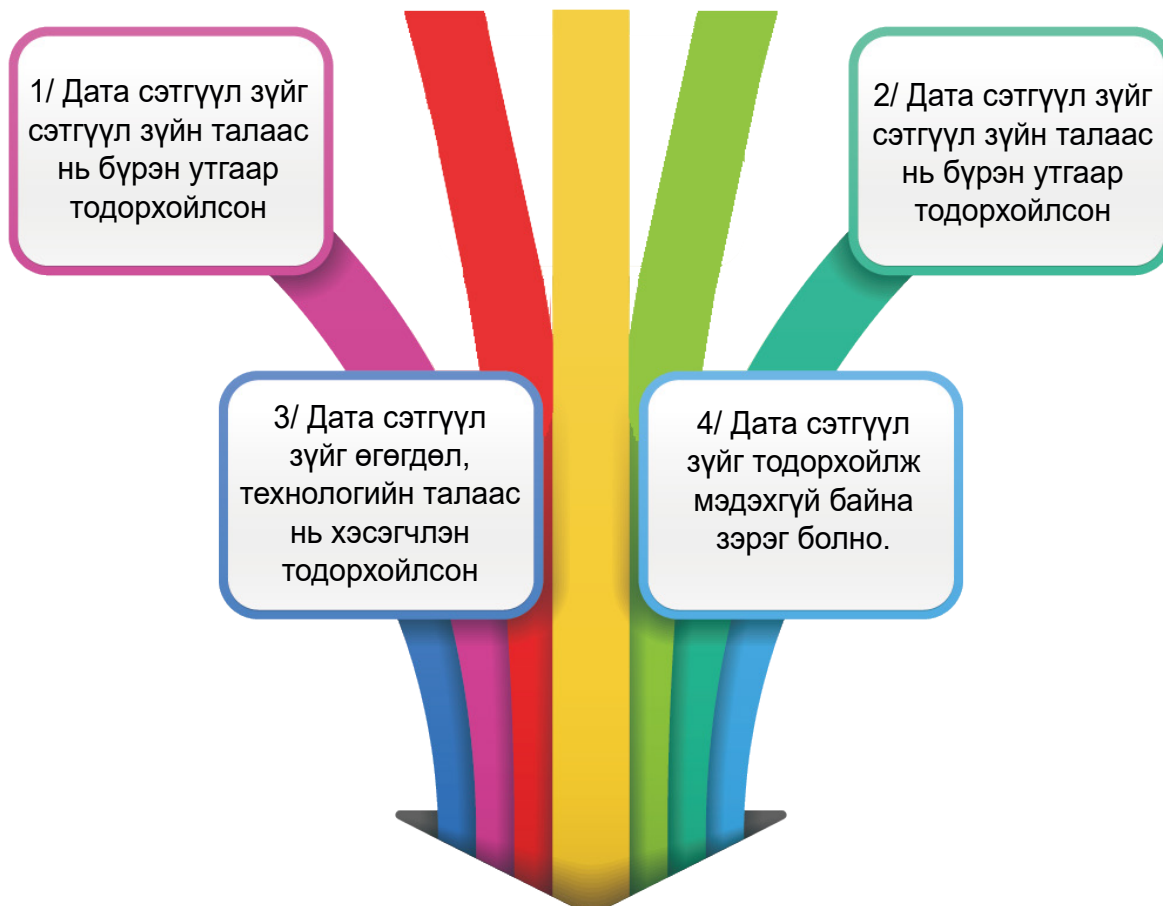 1/ Дата сэтгүүл зүйг
сэтгүүл зүйн талаас
нь бүрэн утгаар
тодорхойлсон
2/ Дата сэтгүүл зүйг
сэтгүүл зүйн талаас
нь бүрэн утгаар
тодорхойлсон
3/ Дата сэтгүүл
зүйг өгөгдөл,
технологийн талаас
нь хэсэгчлэн
тодорхойлсон
4/ Дата сэтгүүл
зүйг тодорхойлж
мэдэхгүй байна
зэрэг болно.